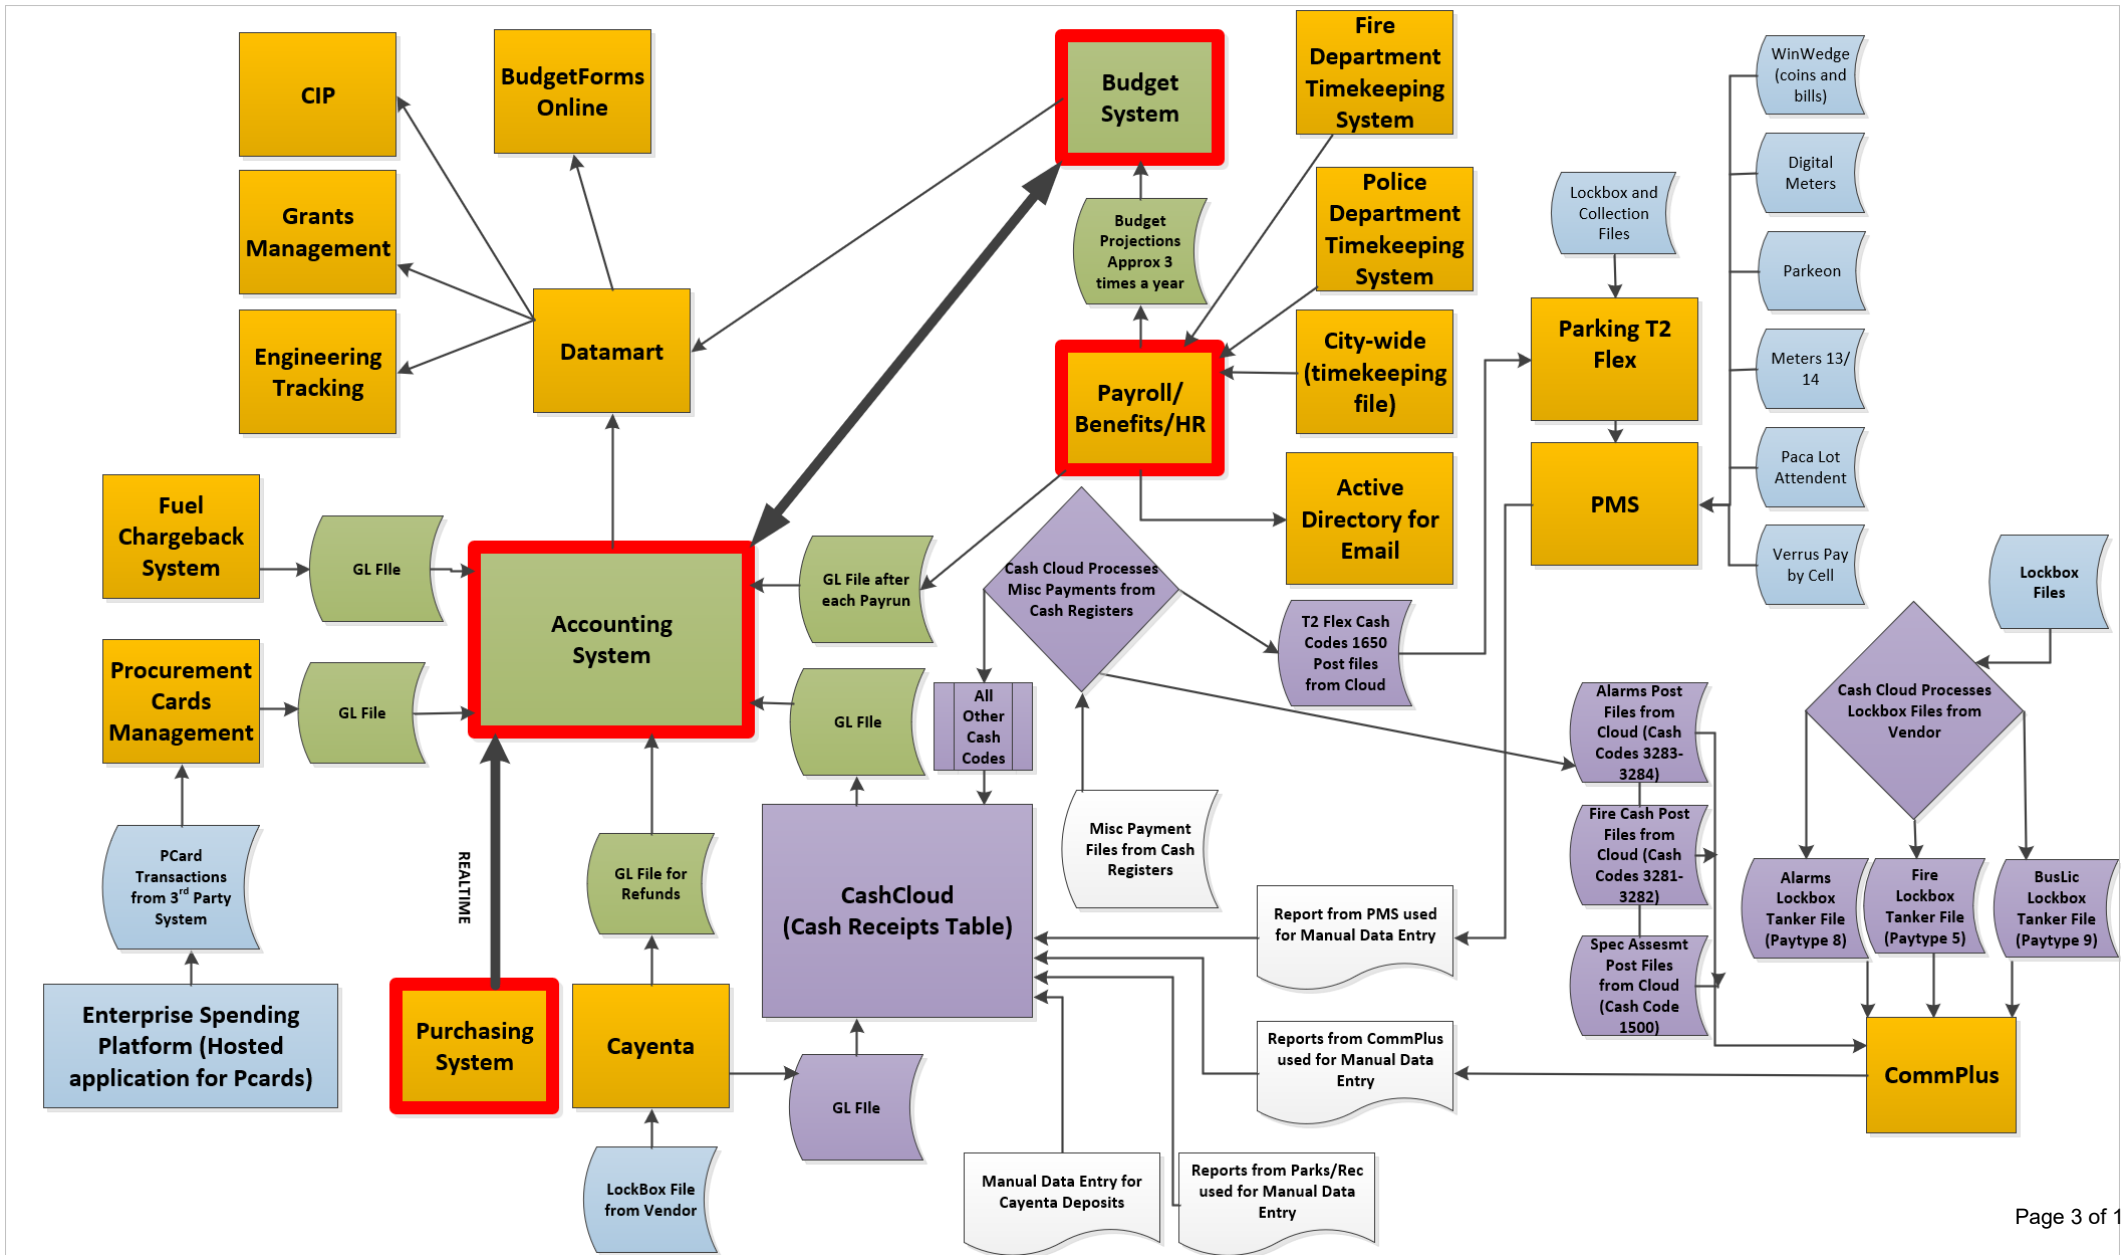 CIP
BudgetForms
Online
Budget
System
Fire
Department
Timekeeping
System
WinWedge
(coins and
bills)
Grants
Management
Budget
Projections
Approx 3
times a year
Police
Department
Timekeeping
System
Lockbox and
Collection
Files
Digital
Meters
Parkeon
Engineering
Tracking
Datamart
Payroll/
Benefits/HR
City-wide
(timekeeping
file)
Parking T2
Flex
Meters 13/
14
Fuel
Chargeback
System
GL FIle
Active
Directory for
Email
PMS
Paca Lot
Attendent
Verrus Pay
by Cell
Accounting
System
GL File after
each Payrun
Cash Cloud Processes
Misc Payments from
Cash Registers
T2 Flex Cash
Codes 1650
Post files
from Cloud
Lockbox
Files
Procurement
Cards
Management
GL File
GL FIle
All
Other
Cash
Codes
Alarms Post
Files from
Cloud (Cash
Codes 3283-
3284)
Cash Cloud Processes
Lockbox Files from
Vendor
PCard
Transactions
from 3rd Party
System
REALTIME
GL File for
Refunds
CashCloud
(Cash Receipts Table)
Misc Payment
Files from Cash
Registers
Fire Cash Post
Files from
Cloud (Cash
Codes 3281-
3282)
Report from PMS used
for Manual Data Entry
Alarms
Lockbox
Tanker File
(Paytype 8)
Fire
Lockbox
Tanker File
(Paytype 5)
BusLic
Lockbox
Tanker File
(Paytype 9)
Spec Assesmt
Post Files
from Cloud
(Cash Code
1500)
Enterprise Spending
Platform (Hosted
application for Pcards)
Purchasing
System
Cayenta
GL FIle
Reports from CommPlus
used for Manual Data
Entry
CommPlus
LockBox File
from Vendor
Manual Data Entry for
Cayenta Deposits
Reports from Parks/Rec
used for Manual Data
Entry
Page 3 of 1